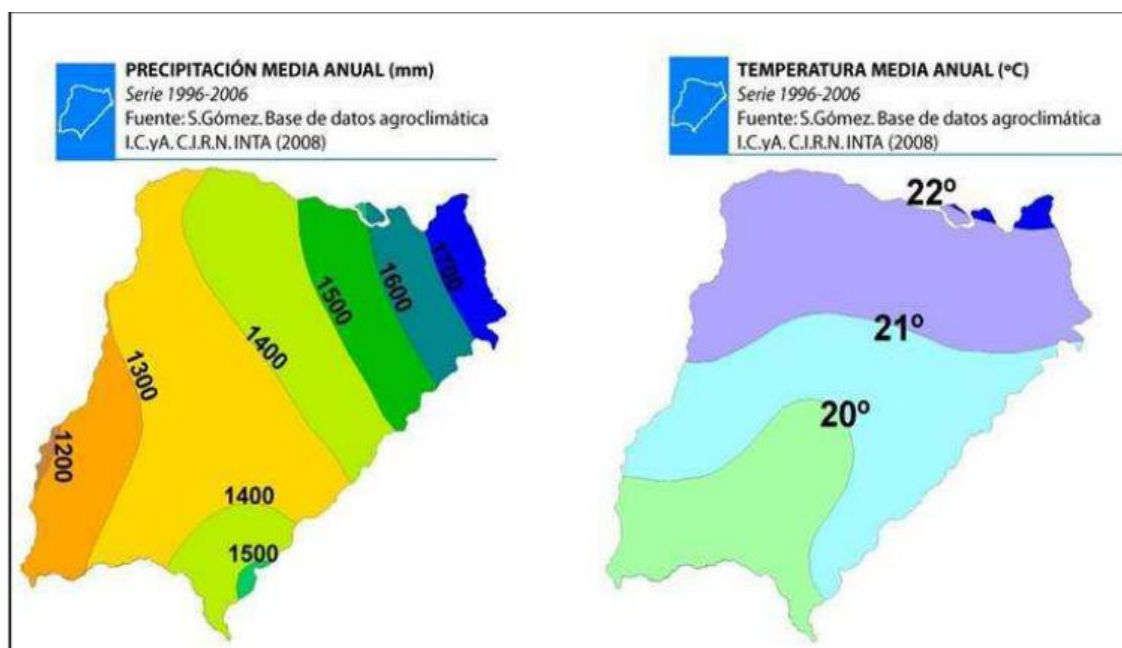 PRECIPITACIÓN MEDIA ANUAL (mm)
Serie 1996-2006
Fuente: S.Gómez. Base de datos agroclimática
I.C.yA. C.I.R.N. INTA (2008)
1700
1600
1500
1400
1300
1200
1400
1500
TEMPERATURA MEDIA ANUAL (ºC)
Serie 1996-2006
Fuente: S.Gómez. Base de datos agroclimática
I.C.yA. C.I.R.N. INTA (2008)
22º
21º
20º